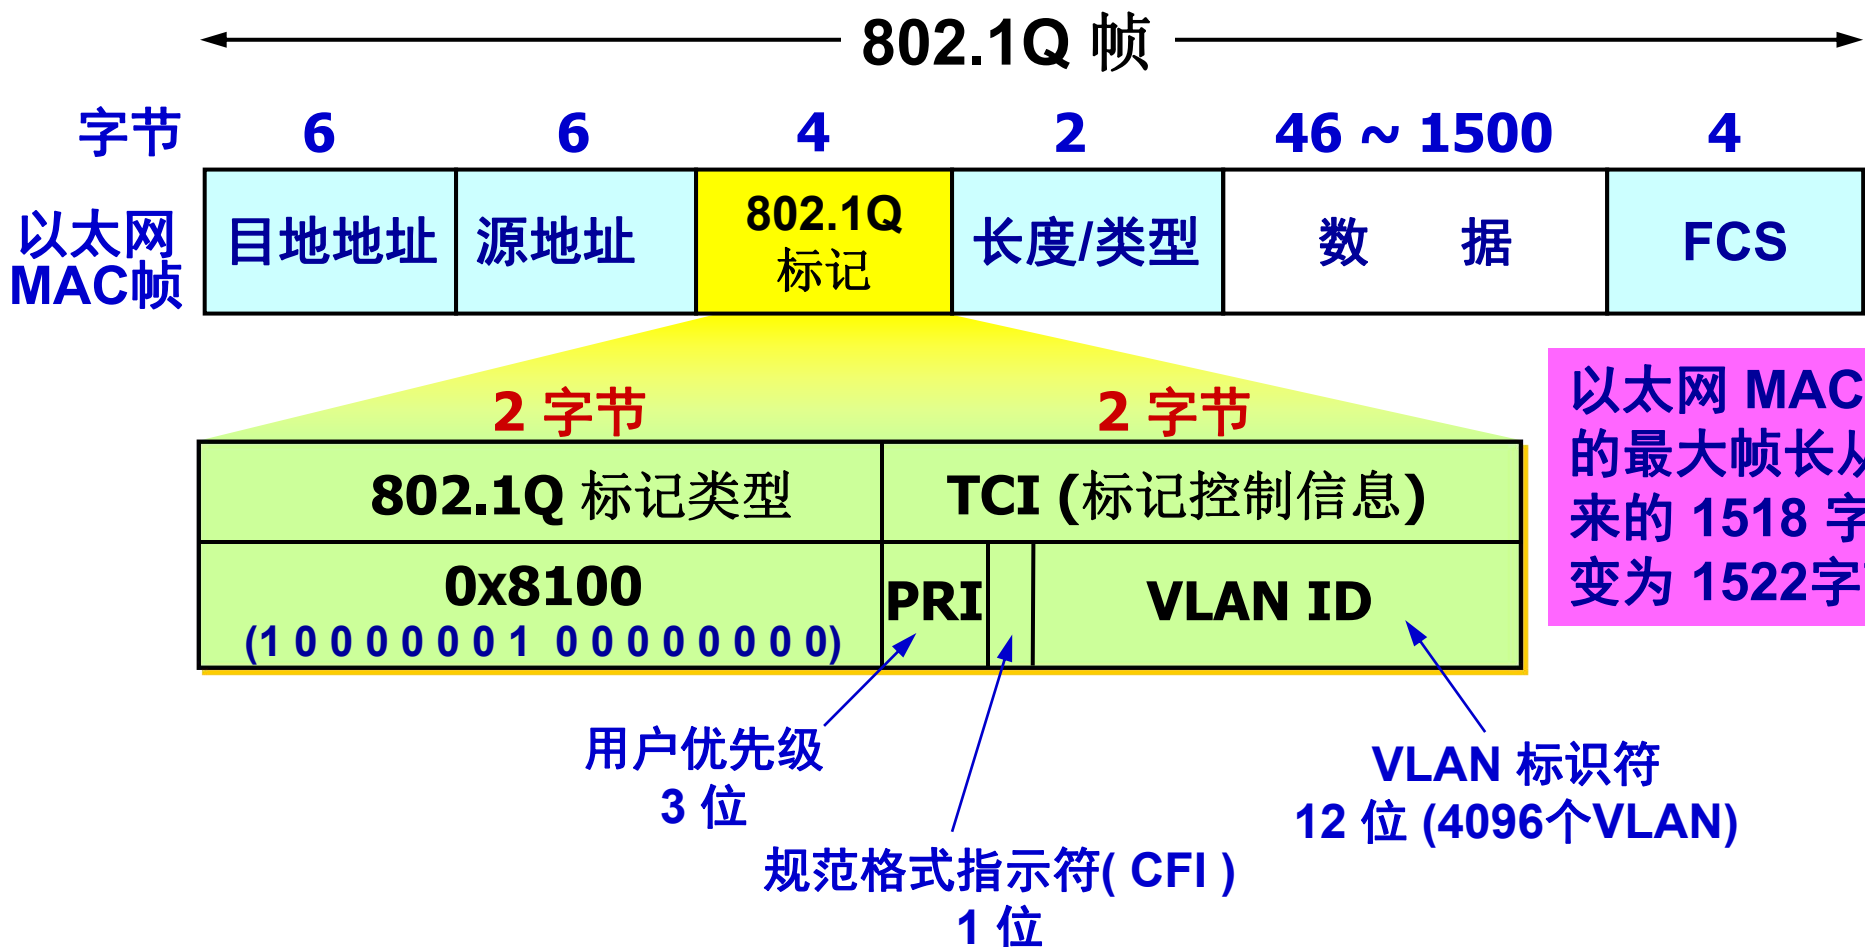 802.1Q 帧
字节 6 6 4 2 46 ~ 1500 4
以太网
MAC帧
目地地址 源地址 802.1Q
标记
长度/类型 数 据 FCS
2 字节 2 字节
802.1Q 标记类型 TCI (标记控制信息)
0x8100
(1 0 0 0 0 0 0 1 0 0 0 0 0 0 0 0)
PRI VLAN ID
以太网 MAC
的最大帧长从
来的 1518 字
变为 1522字
用户优先级
3 位
规范格式指示符( CFI )
1 位
VLAN 标识符
12 位 (4096个VLAN)